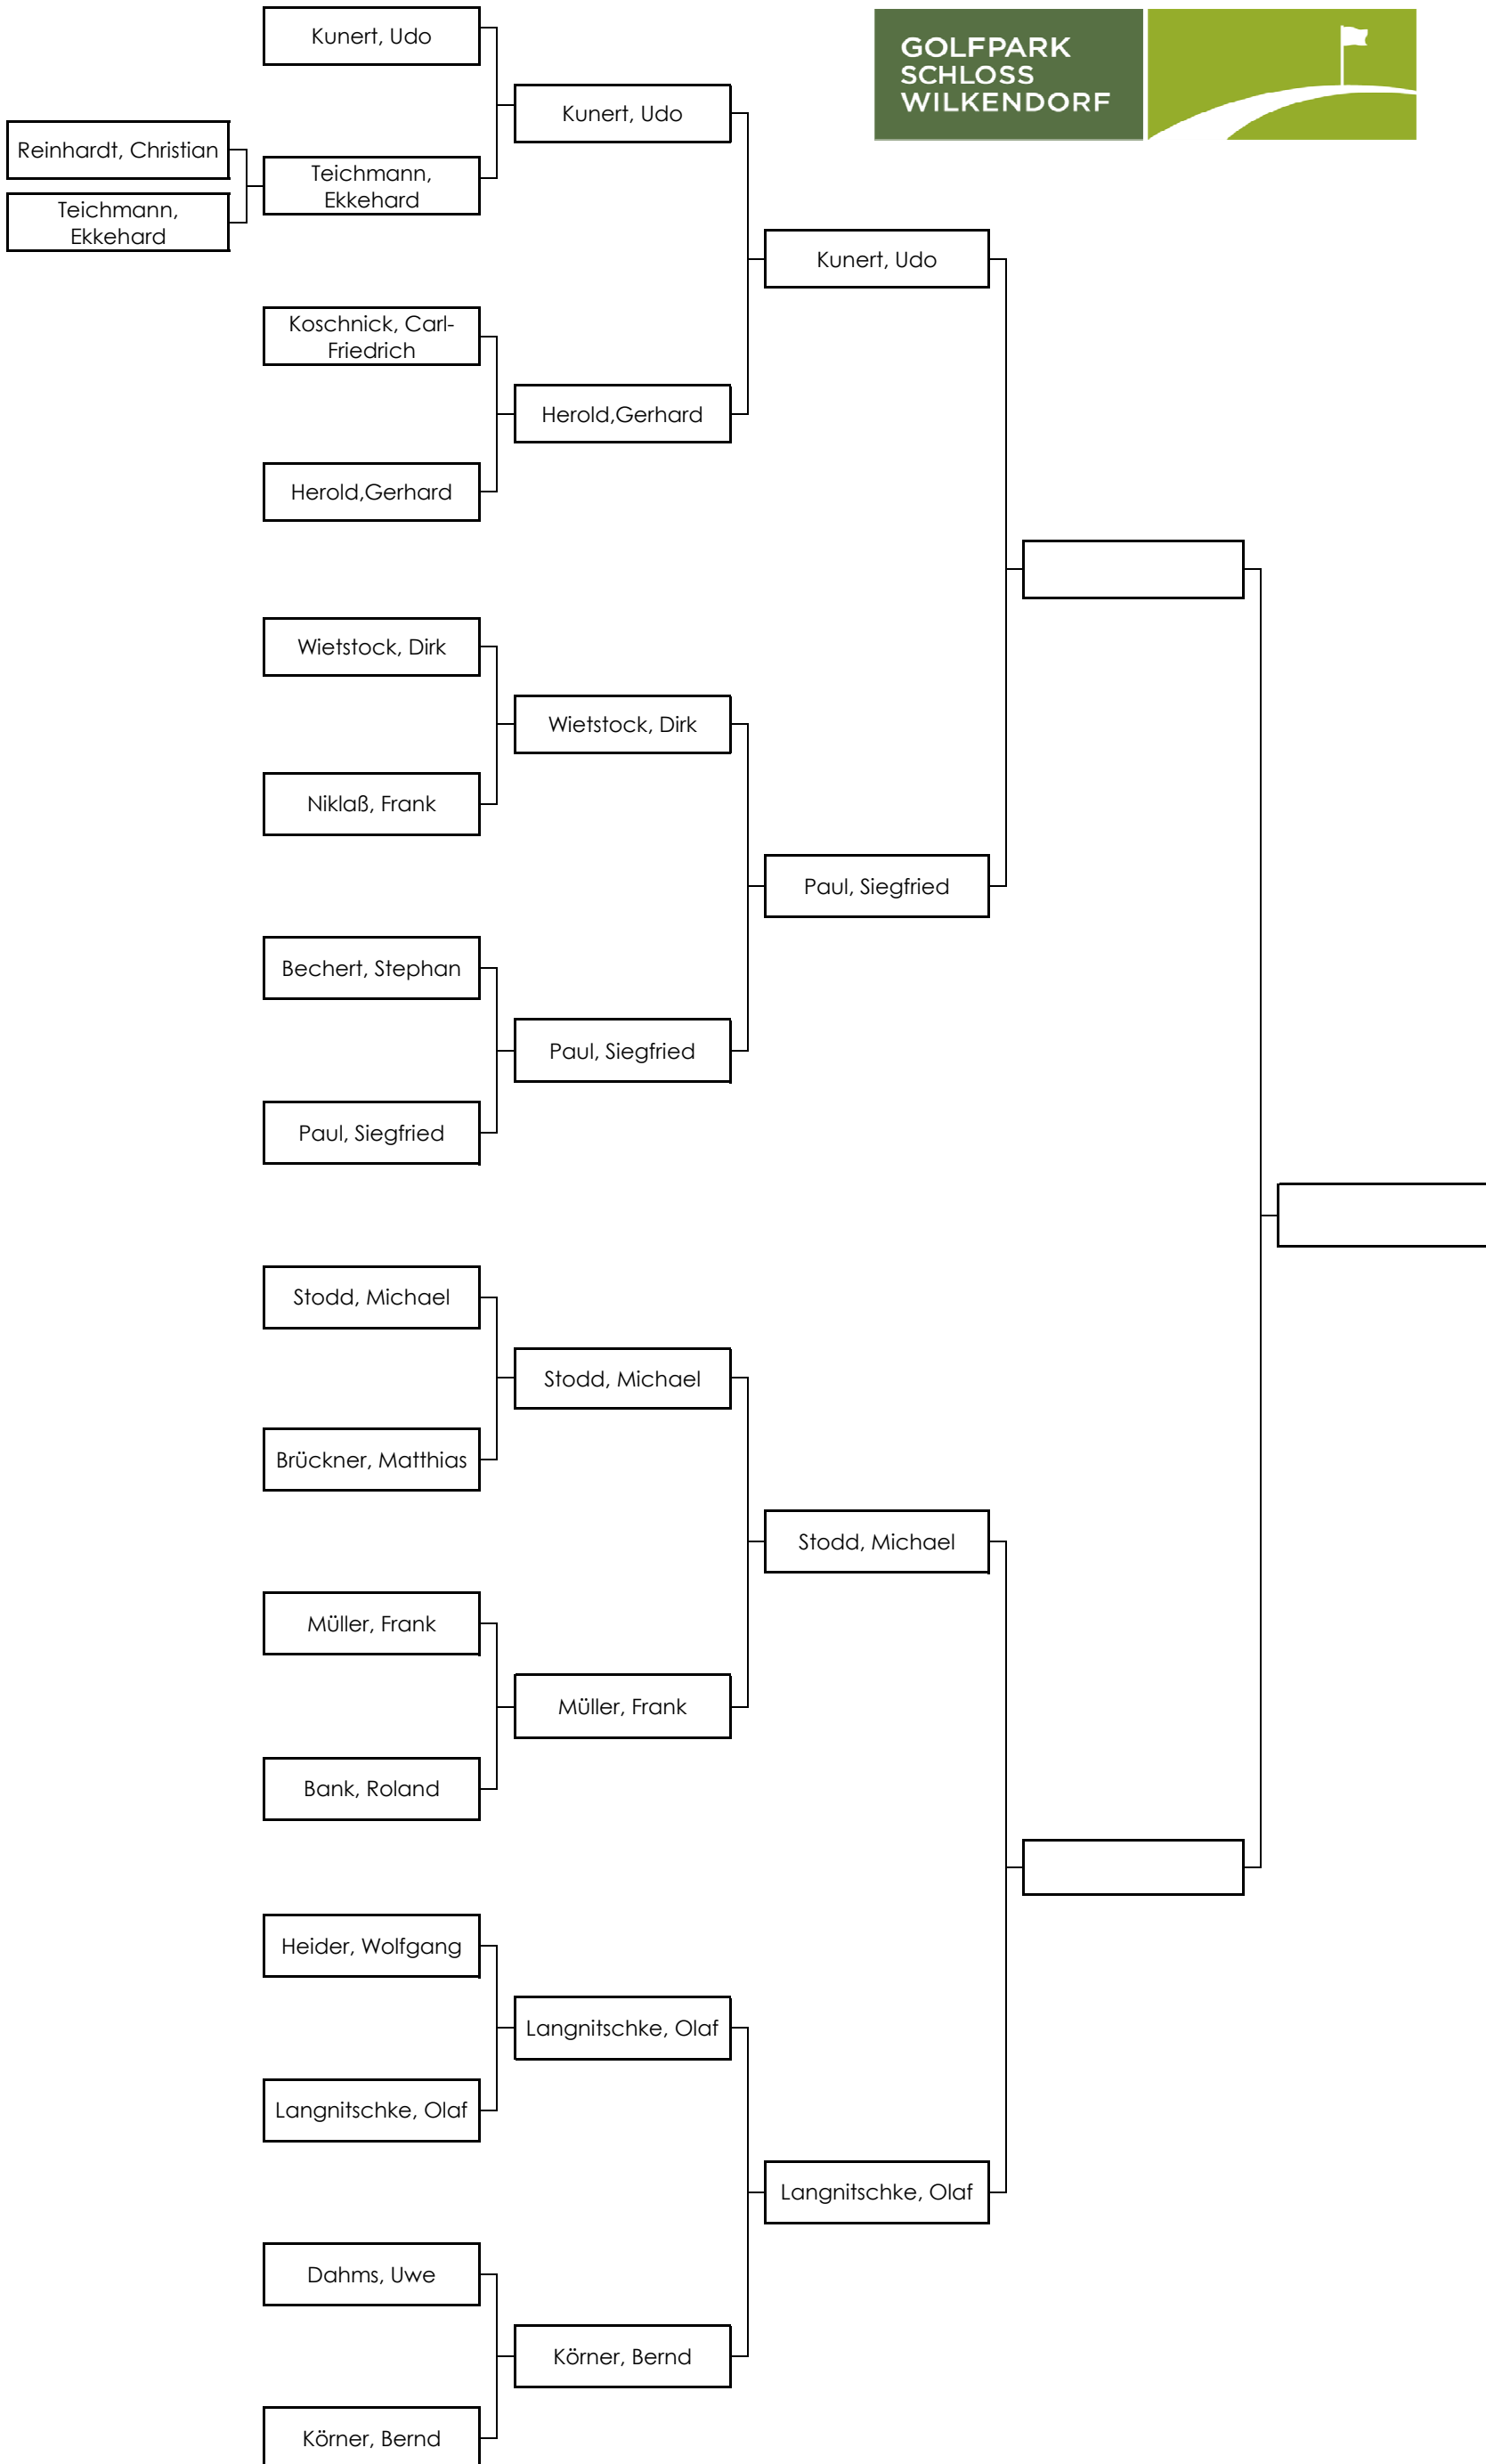 Kunert, Udo
GOLFPARK
SCHLOSS
WILKENDORF
Kunert, Udo
Reinhardt, Christian
Teichmann,
Ekkehard
Teichmann,
Ekkehard
Kunert, Udo
Koschnick, Carl-
Friedrich
Herold,Gerhard
Herold,Gerhard
Wietstock, Dirk
Wietstock, Dirk
Niklaß, Frank
Paul, Siegfried
Bechert, Stephan
Paul, Siegfried
Paul, Siegfried
Stodd, Michael
Stodd, Michael
Brückner, Matthias
Stodd, Michael
Müller, Frank
Müller, Frank
Bank, Roland
Heider, Wolfgang
Langnitschke, Olaf
Langnitschke, Olaf
Langnitschke, Olaf
Dahms, Uwe
Körner, Bernd
Körner, Bernd